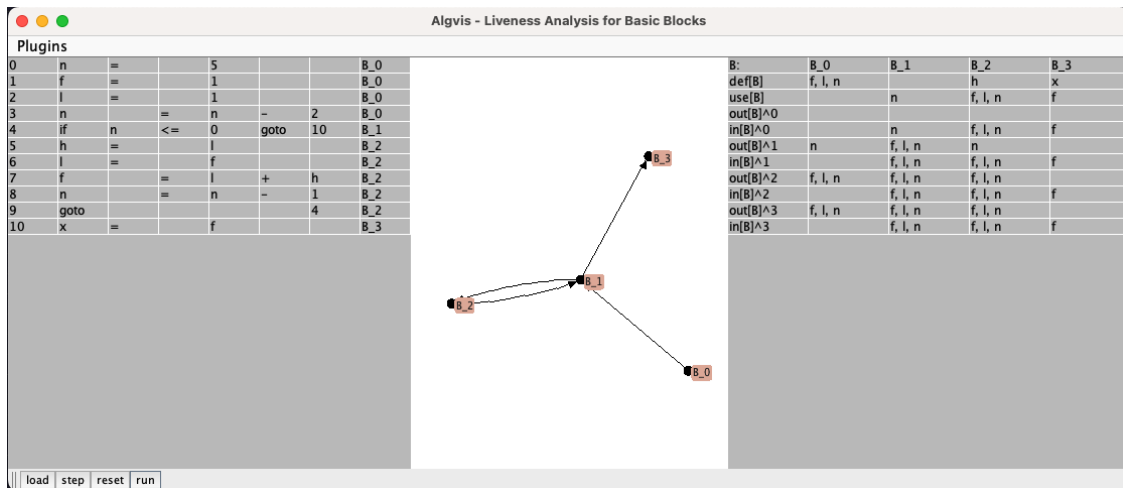 Algvis - Liveness Analysis for Basic Blocks
Plugins
0 n = 5 B_0
1 f = 1 B_0
2 l = 1 B_0
3 n = n - 2 B_0
4 if n <= 0 goto 10 B_1
5 h = l B_2
6 l = f B_2
7 f = l + h B_2
8 n = n - 1 B_2
9 goto 4 B_2
10 x = f B_3
B_3
B_1
B_2
B_0
B: B_0 B_1 B_2 B_3
def[B] f, l, n h x
use[B] n f, l, n f
out[B]^0
in[B]^0 n f, l, n f
out[B]^1 n f, l, n n
in[B]^1 f, l, n f, l, n f
out[B]^2 f, l, n f, l, n f, l, n
in[B]^2 f, l, n f, l, n f
out[B]^3 f, l, n f, l, n f, l, n
in[B]^3 f, l, n f, l, n f
load step reset run